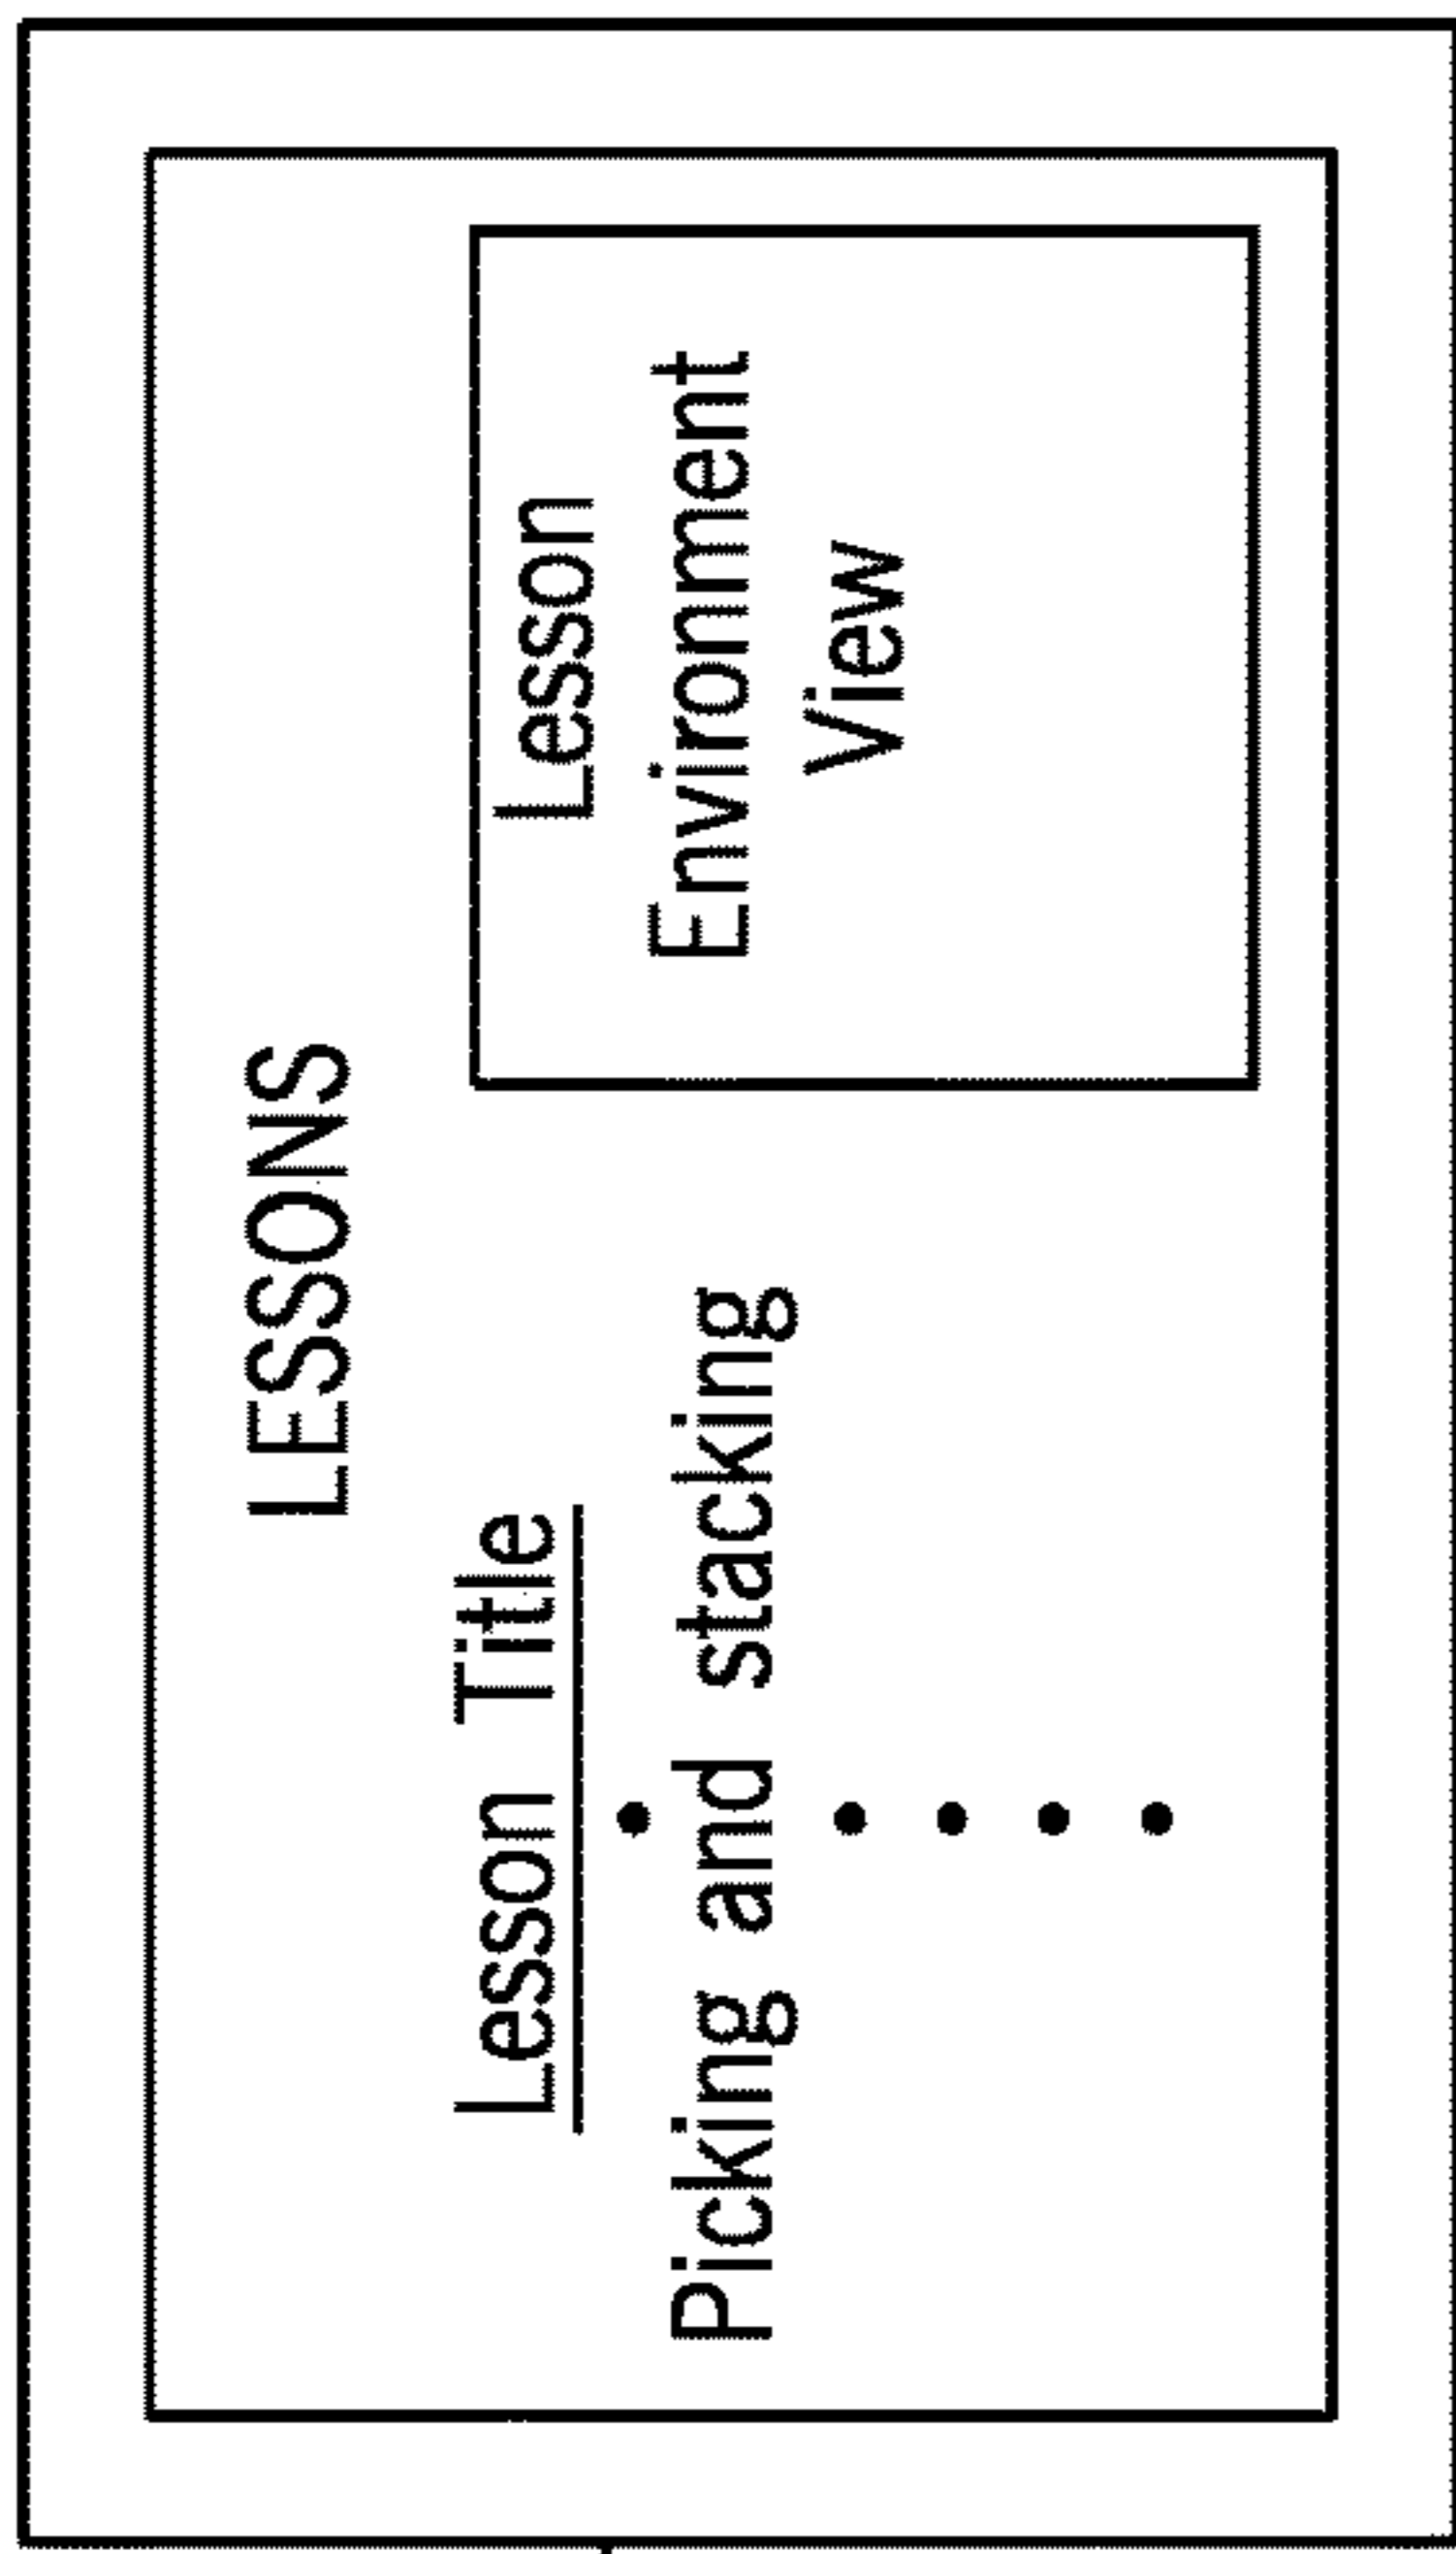 LESSONS
Lesson Title
•
Picking and stacking
•
•
•
•
Lesson
Environment
View